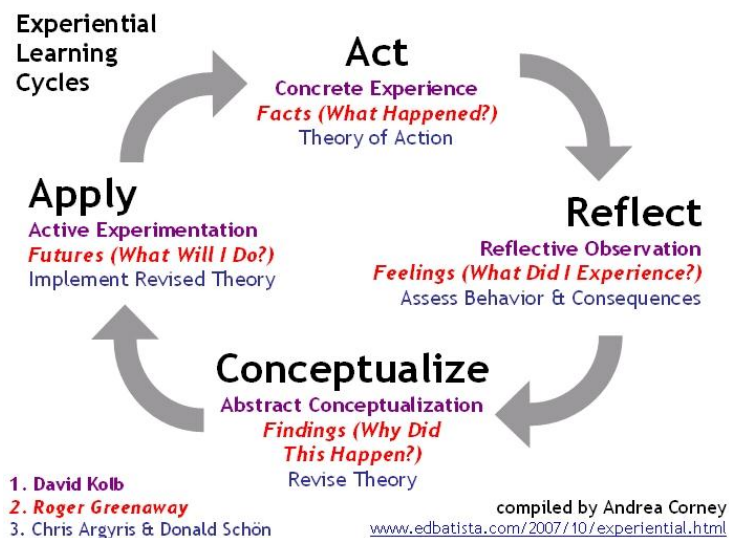 Experiential
Learning
Cycles
Act
Concrete Experience
Facts (What Happened?)
Theory of Action
Reflect
Reflective Observation
Feelings (What Did I Experience?)
Assess Behavior & Consequences
Conceptualize
Abstract Conceptualization
Findings (Why Did
This Happen?)
Revise Theory
Apply
Active Experimentation
Futures (What Will I Do?)
Implement Revised Theory
1. David Kolb
2. Roger Greenaway
3. Chris Argyris & Donald Schön
compiled by Andrea Corney
www.edbatista.com/2007/10/experiential.html